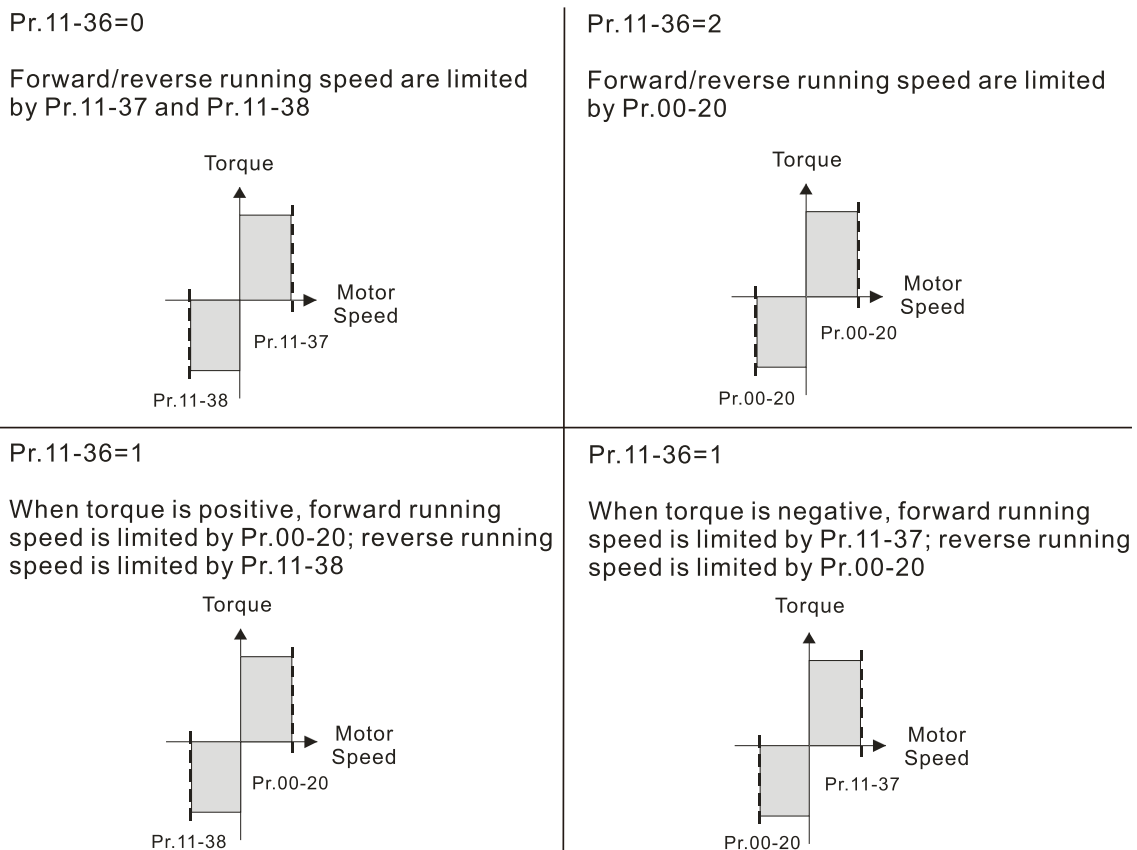 Pr.11-36=0
Forward/reverse running speed are limited
by Pr.11-37 and Pr.11-38
Torque
Motor
Speed
Pr.11-37
Pr.11-38
Pr.11-36=2
Forward/reverse running speed are limited
by Pr.00-20
Torque
Motor
Speed
Pr.00-20
Pr.00-20
Pr.11-36=1
When torque is positive, forward running
speed is limited by Pr.00-20; reverse running
speed is limited by Pr.11-38
Torque
Motor
Speed
Pr.00-20
Pr.11-38
Pr.11-36=1
When torque is negative, forward running
speed is limited by Pr.11-37; reverse running
speed is limited by Pr.00-20
Torque
Motor
Speed
Pr.11-37
Pr.00-20